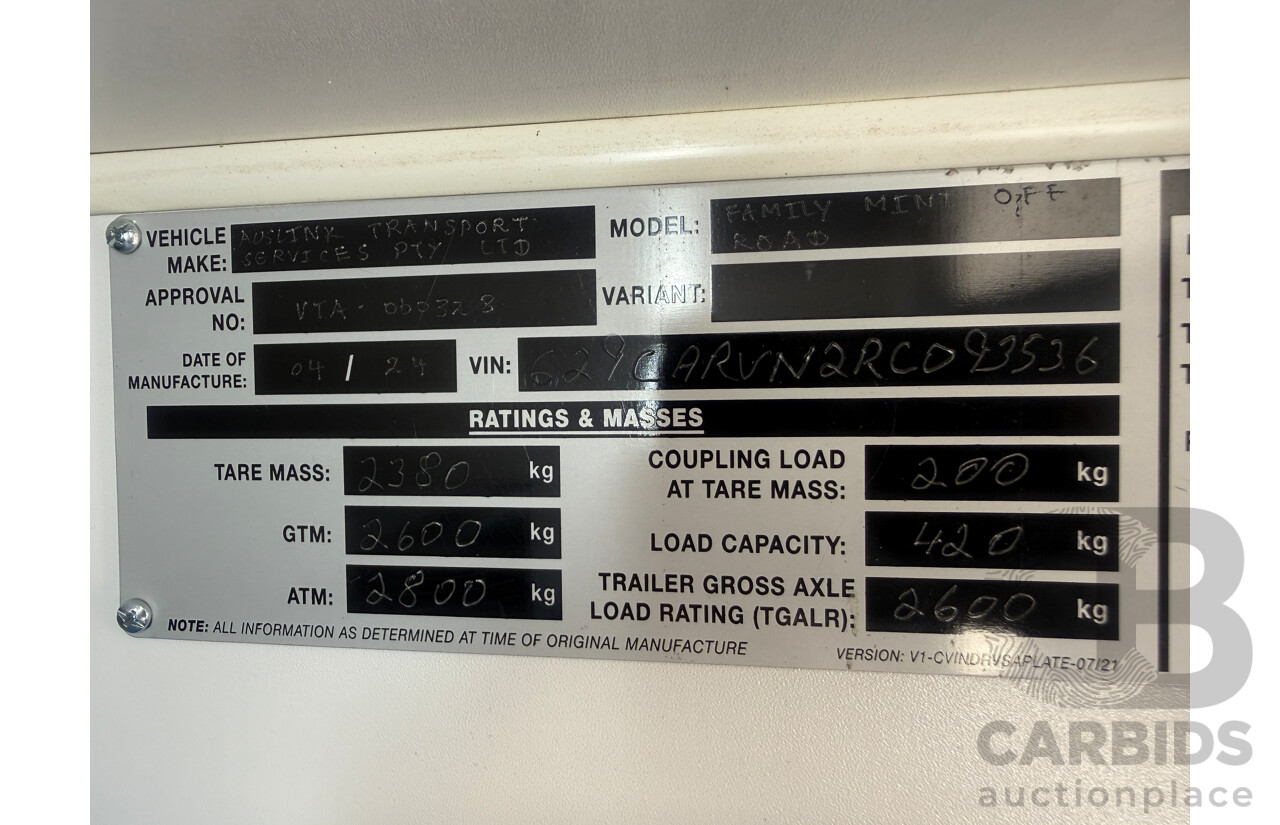 VEHICLE MAKE: AUSLINK TRANSPORT SERVICES PTY LTD
MODEL: FAMILY MINI OFF ROAD
APPROVAL NO: VTA-060328
VARIANT:
DATE OF MANUFACTURE: 04 / 24
VIN: 629CARVN2RC093536
RATINGS & MASSES
TARE MASS: 2380 kg
COUPLING LOAD AT TARE MASS: 200 kg
GTM: 2600 kg
LOAD CAPACITY: 420 kg
ATM: 2800 kg
TRAILER GROSS AXLE LOAD RATING (TGALR): 2600 kg
NOTE: ALL INFORMATION AS DETERMINED AT TIME OF ORIGINAL MANUFACTURE
VERSION: V1-CVINDRVSAPLATE-07/21
B
CARBIDS
auctionplace